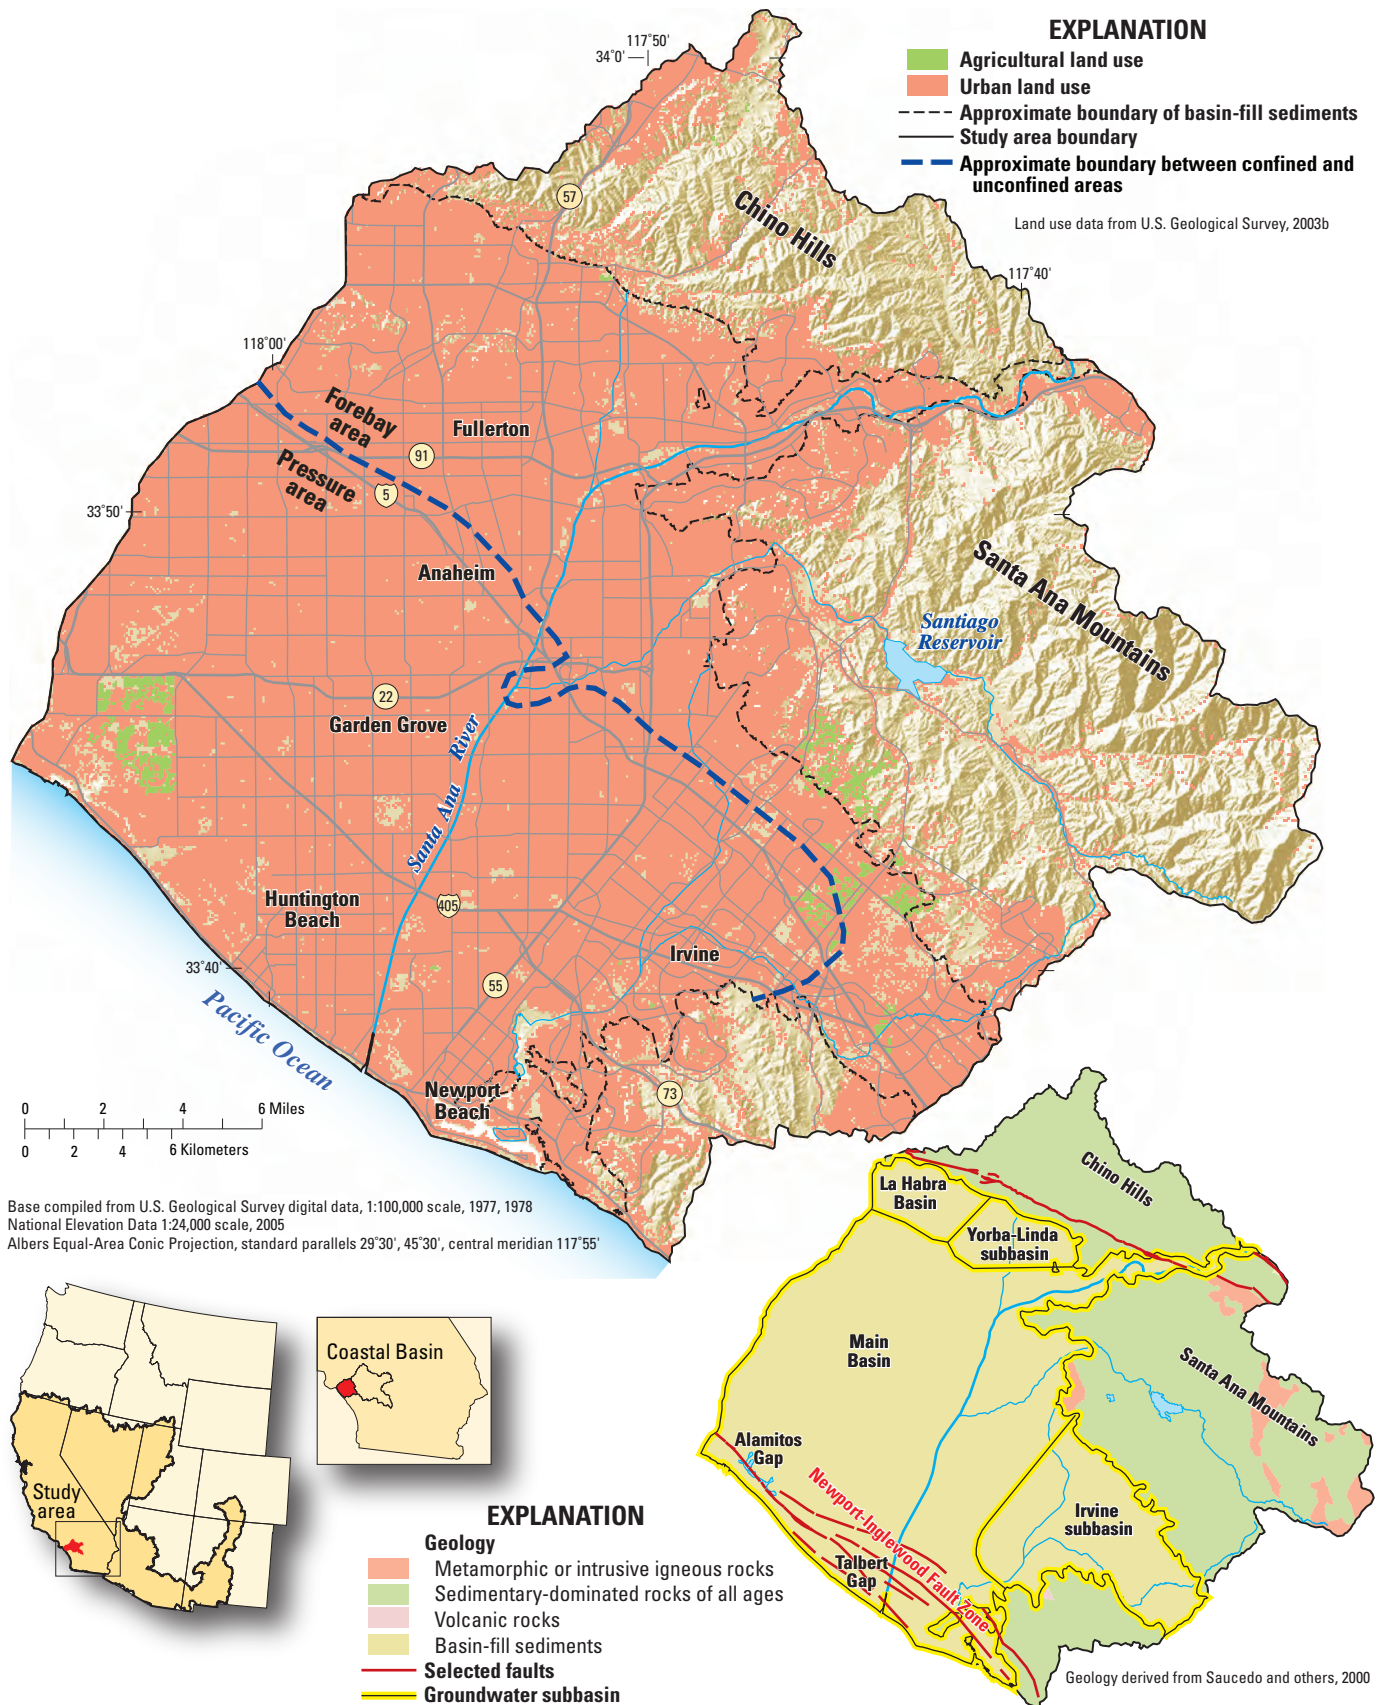 EXPLANATION
Agricultural land use
Urban land use
Approximate boundary of basin-fill sediments
Study area boundary
Approximate boundary between confined and
unconfined areas
Land use data from U.S. Geological Survey, 2003b
117°50'
34°0'
57
Chino Hills
117°40'
118°00'
Forebay
area
Fullerton
91
Pressure
area
5
33°50'
Anaheim
Santa Ana Mountains
Santiago
Reservoir
22
Garden Grove
Santa Ana River
Huntington
Beach
405
Irvine
33°40'
55
Pacific Ocean
Newport
Beach
73
0 2 4 6 Miles
0 2 4 6 Kilometers
Base compiled from U.S. Geological Survey digital data, 1:100,000 scale, 1977, 1978
National Elevation Data 1:24,000 scale, 2005
Albers Equal-Area Conic Projection, standard parallels 29°30', 45°30', central meridian 117°55'
Chino Hills
La Habra
Basin
Yorba-Linda
subbasin
Main
Basin
Santa Ana Mountains
Alamitos
Gap
Newport-Inglewood Fault Zone
Irvine
subbasin
Talbert
Gap
Geology derived from Saucedo and others, 2000
Study
area
Coastal Basin
EXPLANATION
Geology
Metamorphic or intrusive igneous rocks
Sedimentary-dominated rocks of all ages
Volcanic rocks
Basin-fill sediments
Selected faults
Groundwater subbasin